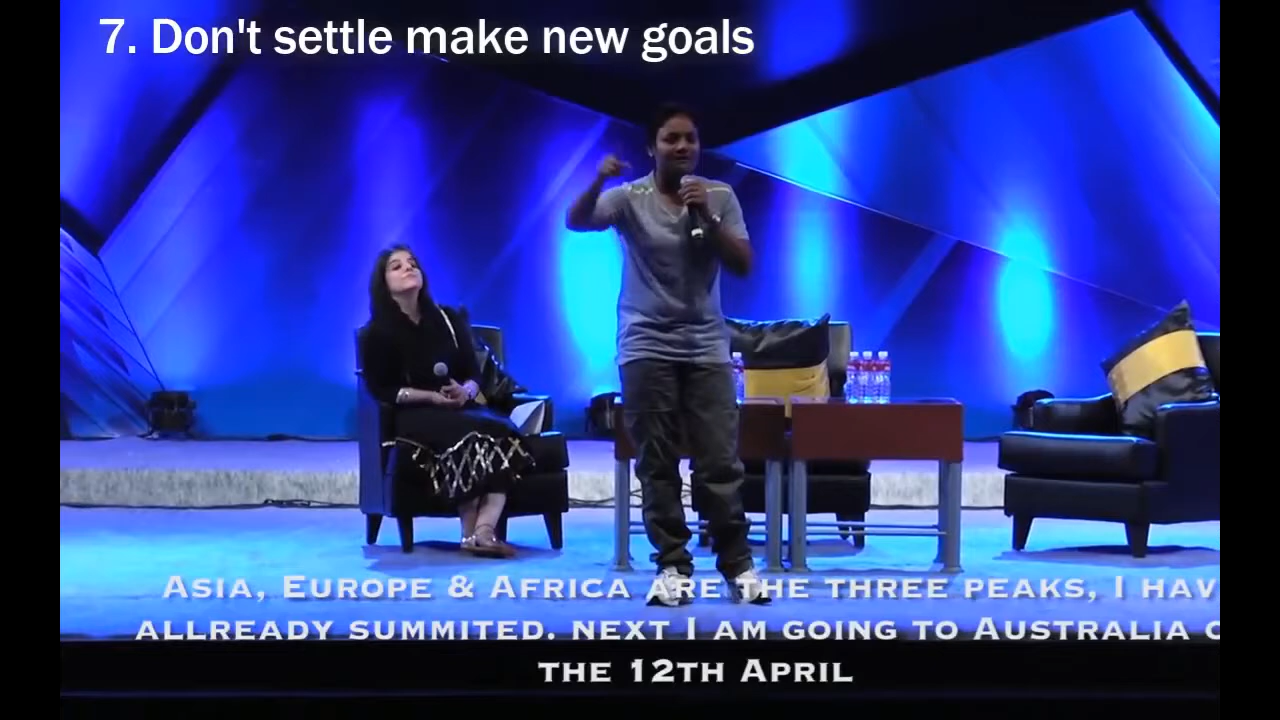 7. Don't settle make new goals
ASIA, EUROPE & AFRICA ARE THE THREE PEAKS, I HAV
ALLREADY SUMMITED. NEXT I AM GOING TO AUSTRALIA
THE 12TH APRIL